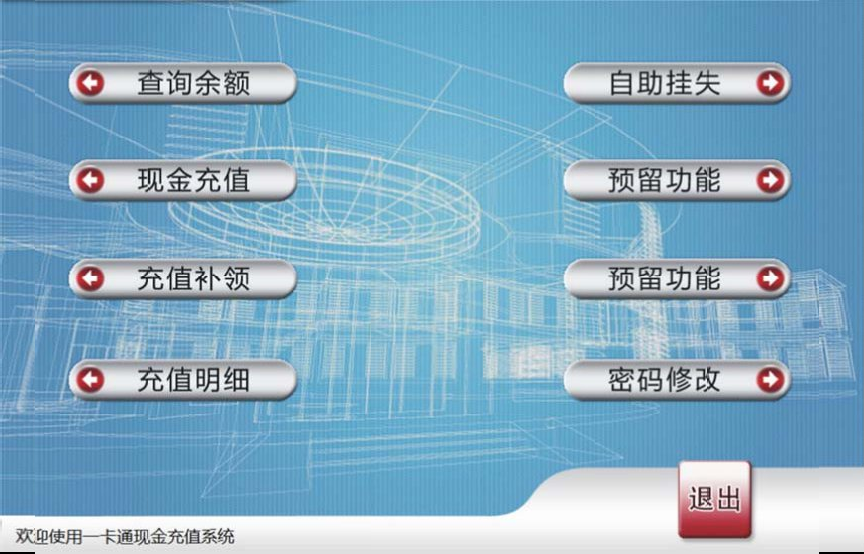 查询余额
自助挂失
现金充值
预留功能
充值补领
预留功能
充值明细
密码修改
退出
欢迎使用一卡通现金充值系统